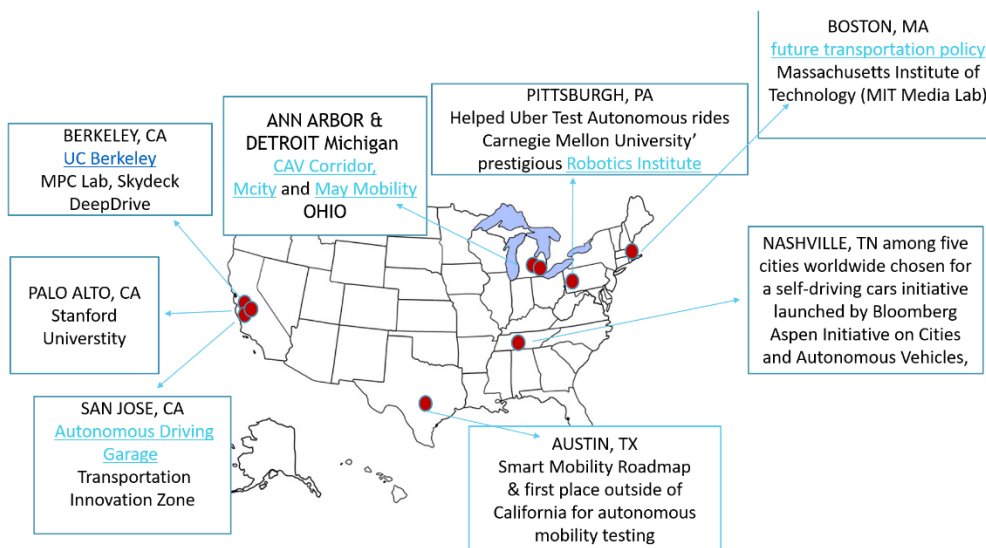 BOSTON, MA
future transportation policy
Massachusetts Institute of
Technology (MIT Media Lab)
PITTSBURGH, PA
Helped Uber Test Autonomous rides
Carnegie Mellon University’
prestigious Robotics Institute
ANN ARBOR &
DETROIT Michigan
CAV Corridor,
Mcity and May Mobility
OHIO
BERKELEY, CA
UC Berkeley
MPC Lab, Skydeck
DeepDrive
NASHVILLE, TN among five
cities worldwide chosen for
a self-driving cars initiative
launched by Bloomberg
Aspen Initiative on Cities
and Autonomous Vehicles,
PALO ALTO, CA
Stanford
Universtity
SAN JOSE, CA
Autonomous Driving
Garage
Transportation
Innovation Zone
AUSTIN, TX
Smart Mobility Roadmap
& first place outside of
California for autonomous
mobility testing